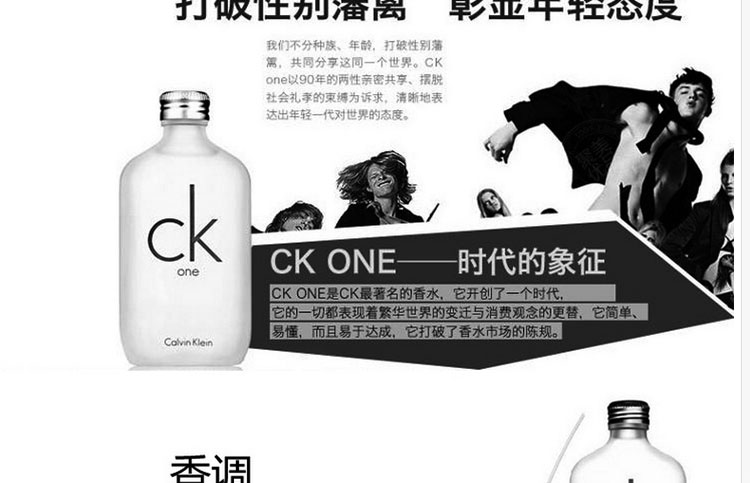 打破性别藩离 彰显年轻态度
我们不分种族、年龄，打破性别藩
篱，共同分享这同一个世界。CK
one以90年的两性亲密共享、摆脱
社会礼孝的束缚为诉求，清晰地表
达出年轻一代对世界的态度。
ck
one
Calvin Klein
CK ONE——时代的象征
CK ONE是CK最著名的香水，它开创了一个时代，
它的一切都表现着繁华世界的变迁与消费观念的更替，它简单、
易懂，而且易于达成，它打破了香水市场的陈规。
香调